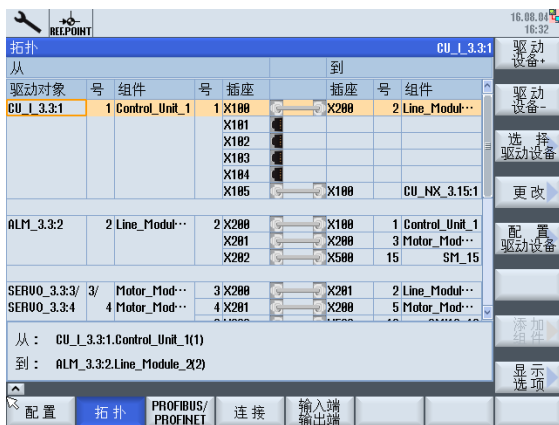 REF.POINT
16.08.04
16:32
拓扑 CU_I_3.3:1
从 到
驱动对象 号 组件 号 插座 插座 号 组件
CU_I_3.3:1 1 Control_Unit_1 1 X100 X200 2 Line_Modul···
X101
X102
X103
X104
X105 X100 CU_NX_3.15:1
ALM_3.3:2 2 Line_Modul··· 2 X200 X100 1 Control_Unit_1
X201 X200 3 Motor_Mod···
X202 X500 15 SM_15
SERVO_3.3:3/ 3/ Motor_Mod··· 3 X200 X201 2 Line_Modul···
SERVO_3.3:4 4 Motor_Mod··· 4 X201 X200 5 Motor_Mod···
从： CU_I_3.3:1.Control_Unit_1(1)
到： ALM_3.3:2.Line_Module_2(2)
驱动
设备+
驱动
设备-
选择
驱动设备
更改
配置
驱动设备
添加
组件
显示
选项
配置
拓扑
PROFIBUS/
PROFINET
连接
输入端
输出端